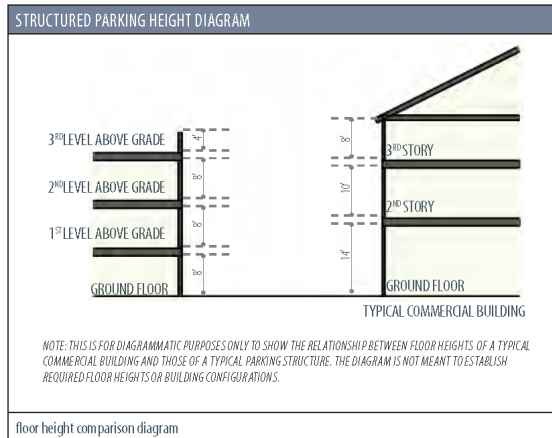 STRUCTURED PARKING HEIGHT DIAGRAM
3RD LEVEL ABOVE GRADE
4'
8'
2ND LEVEL ABOVE GRADE
8'
1ST LEVEL ABOVE GRADE
8'
GROUND FLOOR
8'
3RD STORY
10'
2ND STORY
14'
GROUND FLOOR
TYPICAL COMMERCIAL BUILDING
NOTE: THIS IS FOR DIAGRAMMATIC PURPOSES ONLY TO SHOW THE RELATIONSHIP BETWEEN FLOOR HEIGHTS OF A TYPICAL
COMMERCIAL BUILDING AND THOSE OF A TYPICAL PARKING STRUCTURE. THE DIAGRAM IS NOT MEANT TO ESTABLISH
REQUIRED FLOOR HEIGHTS OR BUILDING CONFIGURATIONS.
floor height comparison diagram